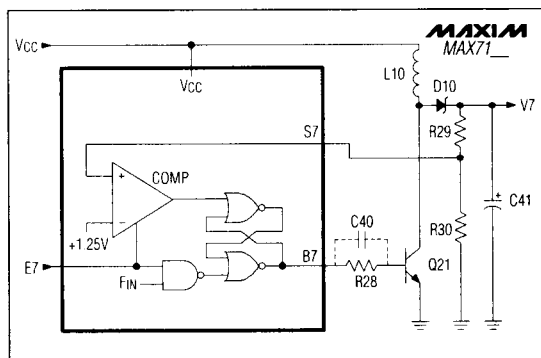 MAXIM
MAX71__
VCC
VCC
L10
D10
V7
S7
R29
COMP
+
−
+1.25V
C40
+
C41
R30
E7
FIN
B7
R28
Q21